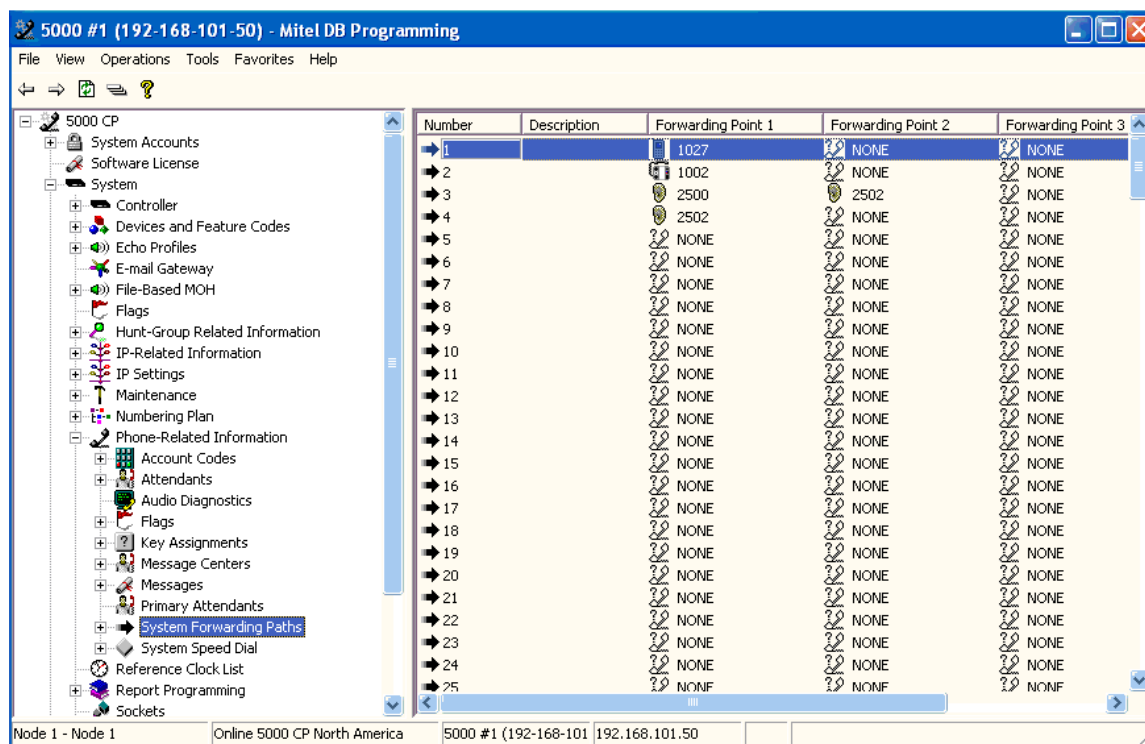 5000 #1 (192-168-101-50) - Mitel DB Programming
File View Operations Tools Favorites Help
5000 CP
System Accounts
Software License
System
Controller
Devices and Feature Codes
Echo Profiles
E-mail Gateway
File-Based MOH
Flags
Hunt-Group Related Information
IP-Related Information
IP Settings
Maintenance
Numbering Plan
Phone-Related Information
Account Codes
Attendants
Audio Diagnostics
Flags
Key Assignments
Message Centers
Messages
Primary Attendants
System Forwarding Paths
System Speed Dial
Reference Clock List
Report Programming
Sockets
Number Description Forwarding Point 1 Forwarding Point 2 Forwarding Point 3
1 1027 NONE NONE
2 1002 NONE NONE
3 2500 2502 NONE
4 2502 NONE NONE
5 NONE NONE NONE
6 NONE NONE NONE
7 NONE NONE NONE
8 NONE NONE NONE
9 NONE NONE NONE
10 NONE NONE NONE
11 NONE NONE NONE
12 NONE NONE NONE
13 NONE NONE NONE
14 NONE NONE NONE
15 NONE NONE NONE
16 NONE NONE NONE
17 NONE NONE NONE
18 NONE NONE NONE
19 NONE NONE NONE
20 NONE NONE NONE
21 NONE NONE NONE
22 NONE NONE NONE
23 NONE NONE NONE
24 NONE NONE NONE
25 NONE NONE NONE
Node 1 - Node 1 Online 5000 CP North America 5000 #1 (192-168-101 192.168.101.50